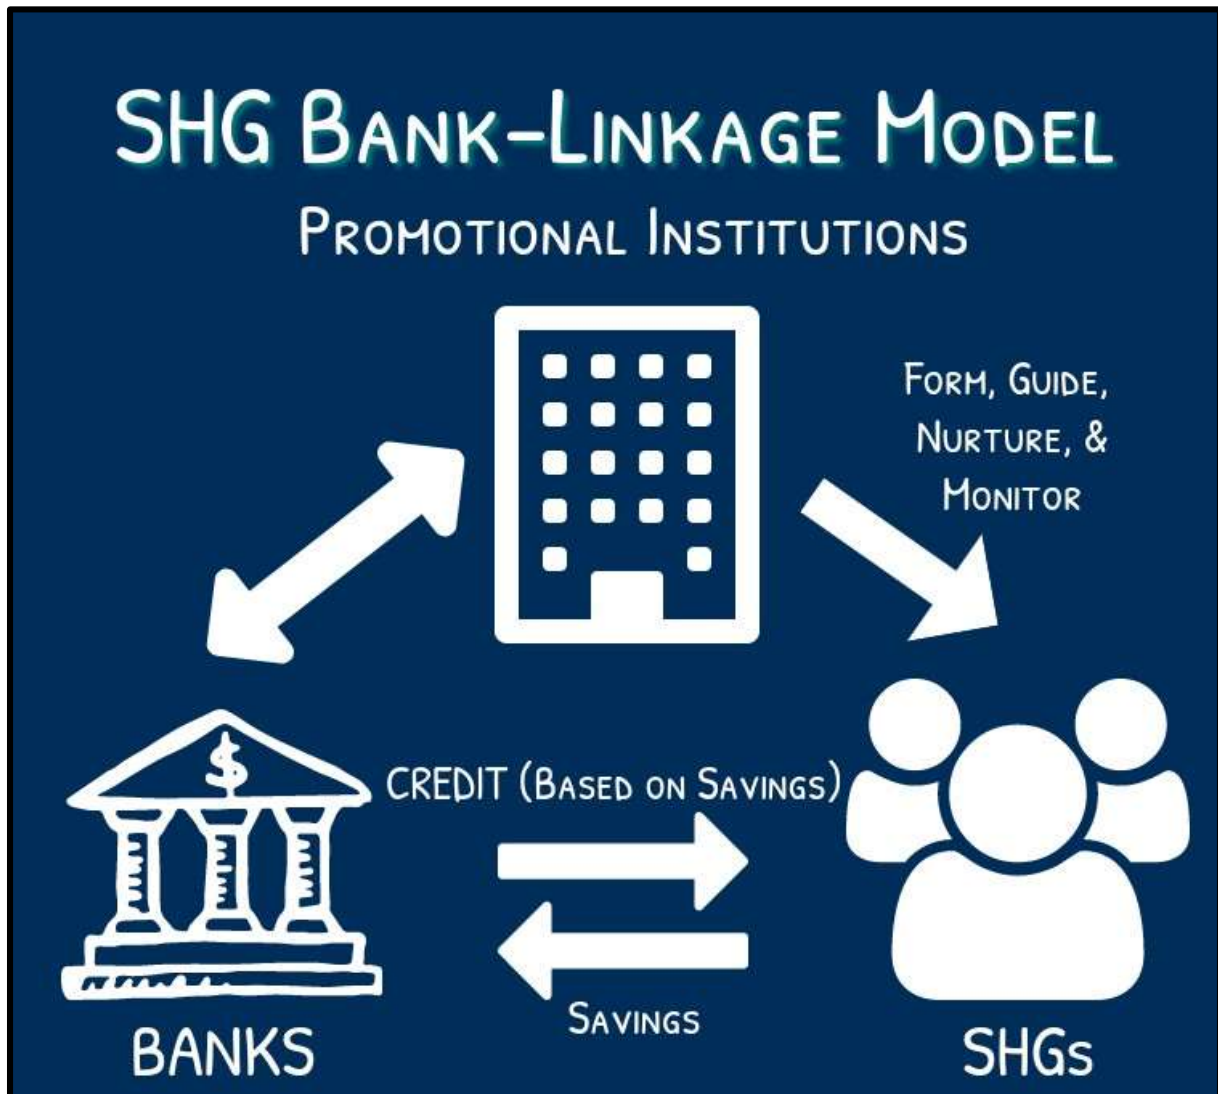 SHG BANK-LINKAGE MODEL
PROMOTIONAL INSTITUTIONS
FORM, GUIDE,
NURTURE, &
MONITOR
$
CREDIT (BASED ON SAVINGS)
SAVINGS
BANKS
SHGs